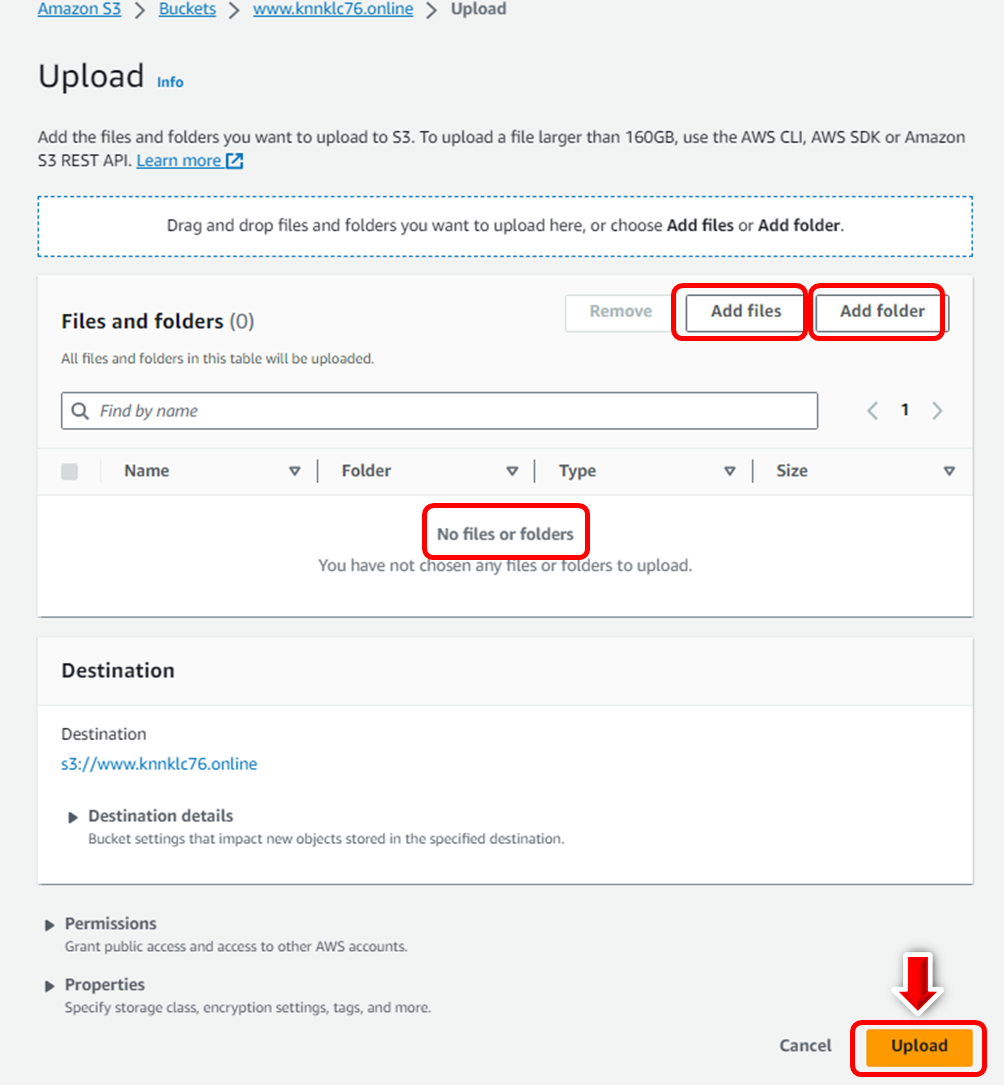 Amazon S3 > Buckets > www.knnklc76.online > Upload
Upload Info
Add the files and folders you want to upload to S3. To upload a file larger than 160GB, use the AWS CLI, AWS SDK or Amazon
S3 REST API. Learn more
Drag and drop files and folders you want to upload here, or choose Add files or Add folder.
Files and folders (0)
Remove
Add files
Add folder
All files and folders in this table will be uploaded.
Find by name
< 1 >
Name Folder Type Size
No files or folders
You have not chosen any files or folders to upload.
Destination
Destination
s3://www.knnklc76.online
Destination details
Bucket settings that impact new objects stored in the specified destination.
Permissions
Grant public access and access to other AWS accounts.
Properties
Specify storage class, encryption settings, tags, and more.
Cancel Upload